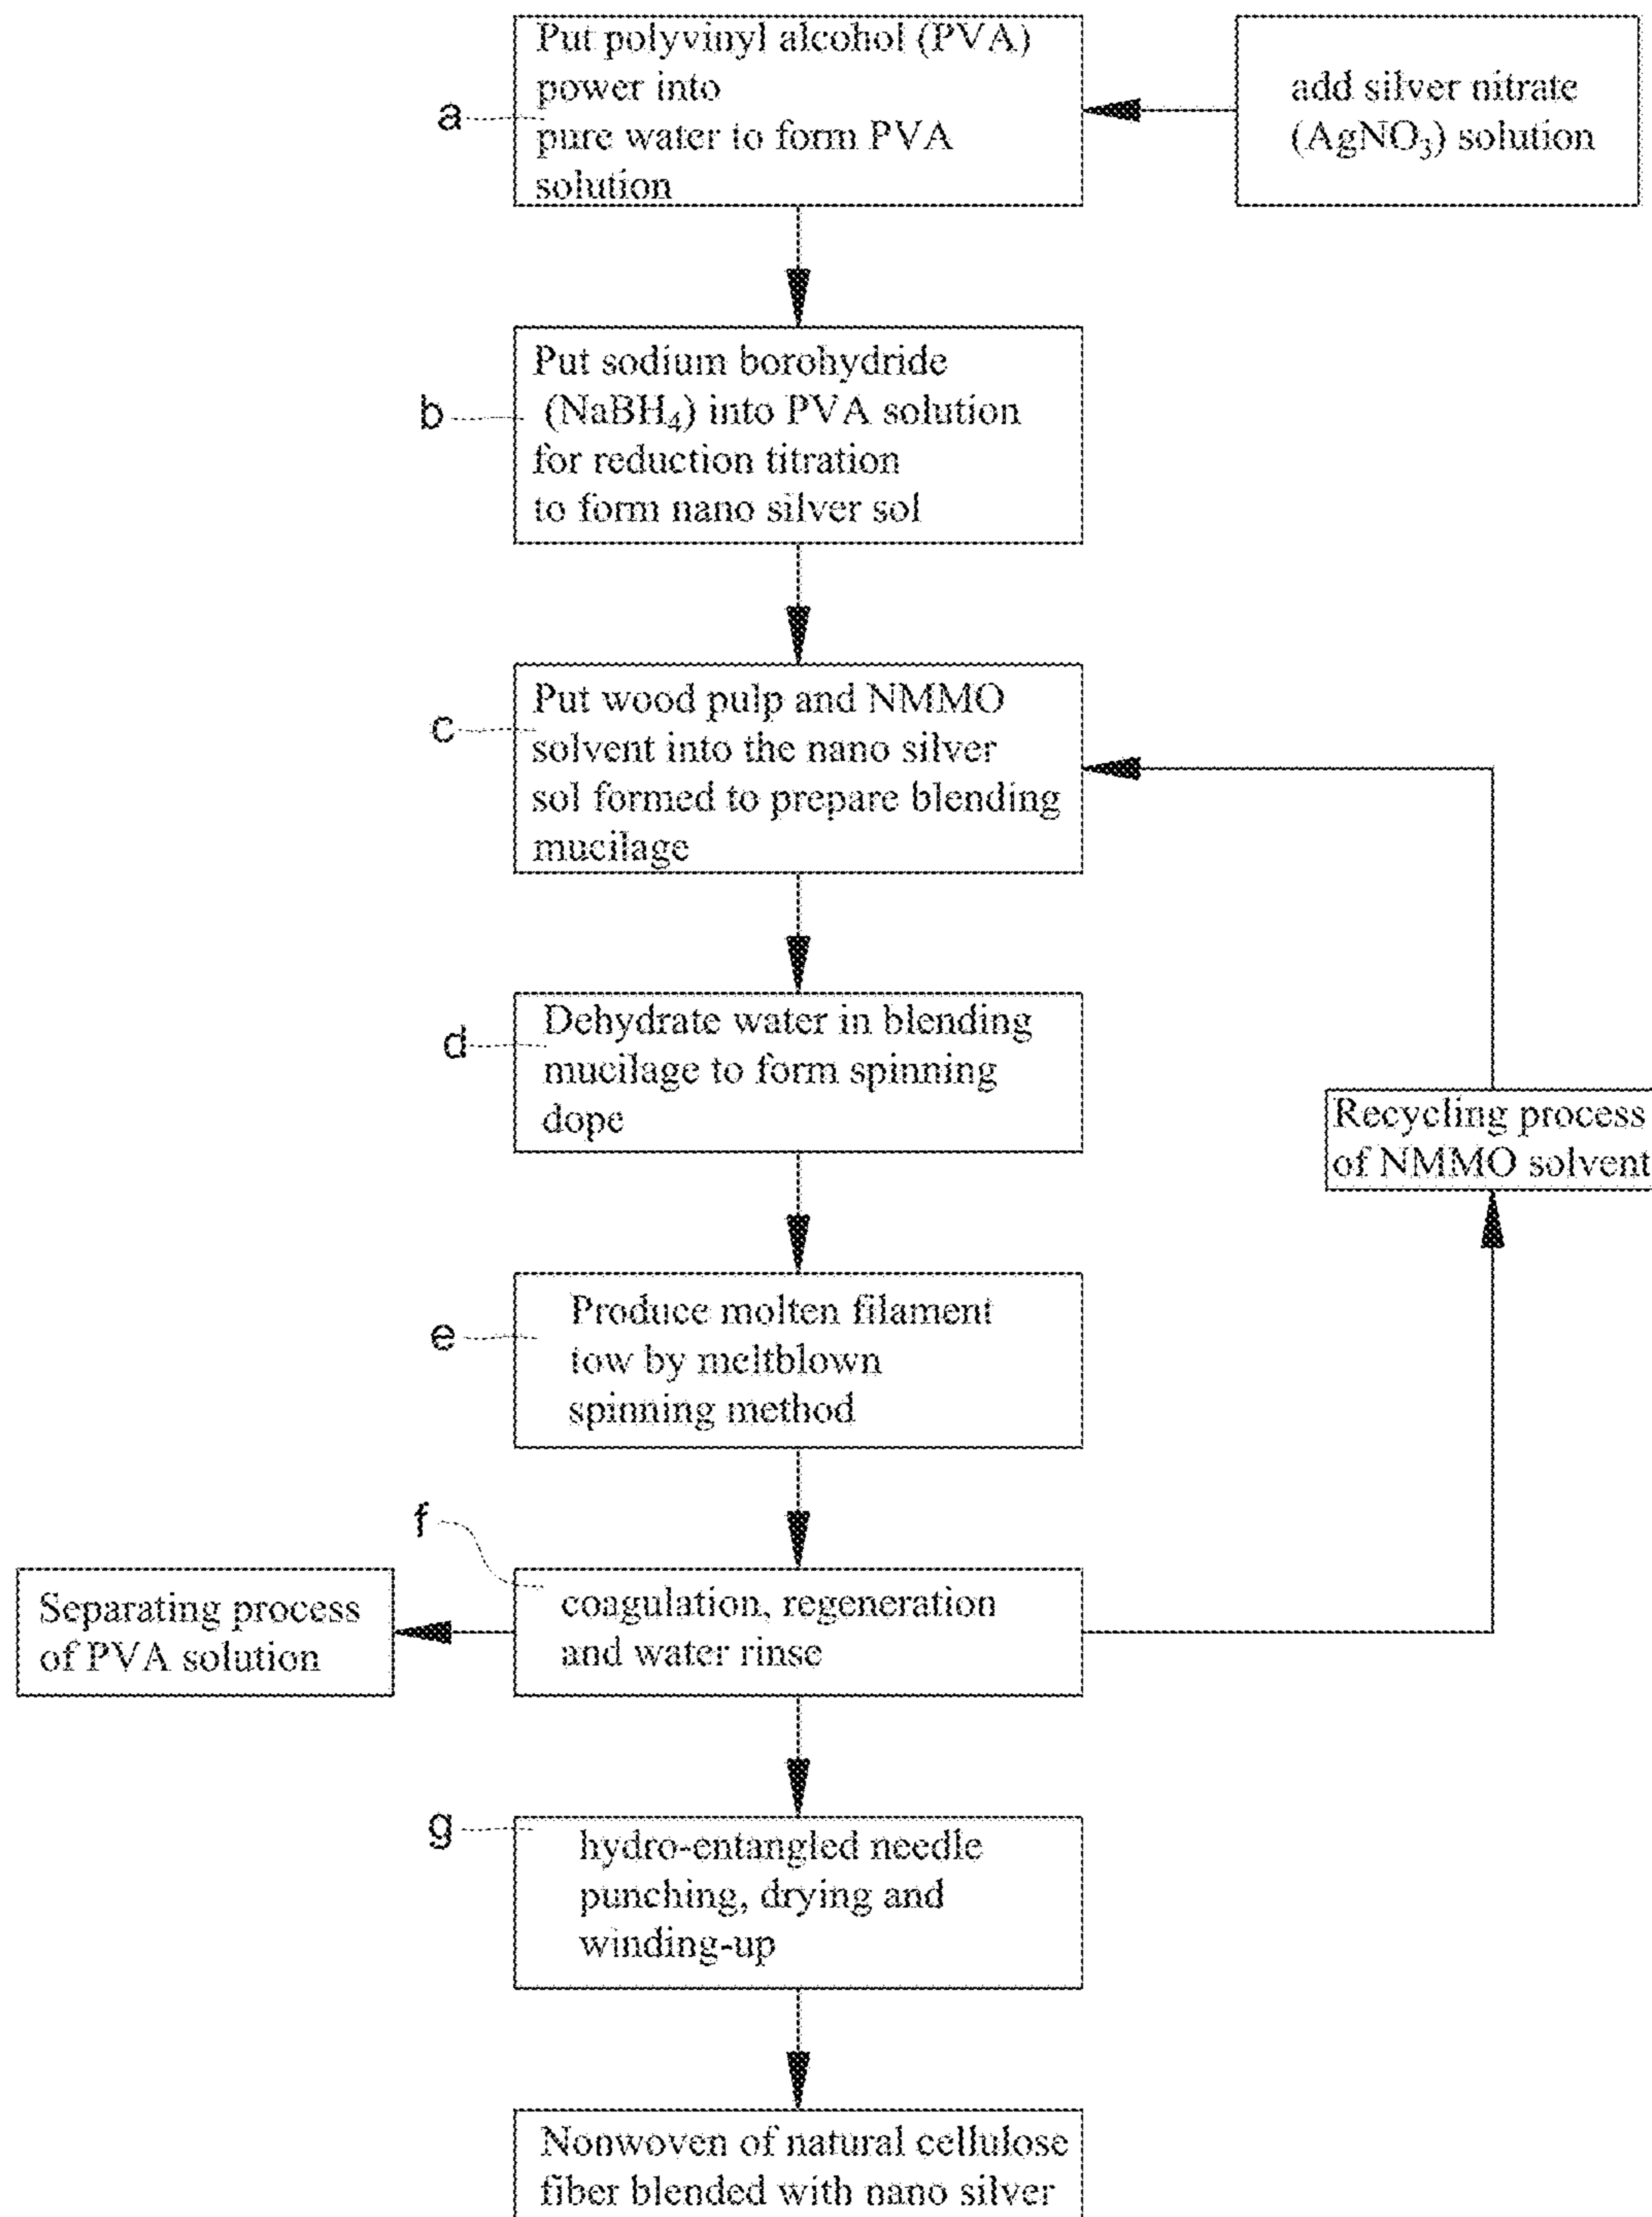 Put polyvinyl alcohol (PVA)
power into
pure water to form PVA
solution
a
add silver nitrate
(AgNO₃) solution
Put sodium borohydride
(NaBH₄) into PVA solution
for reduction titration
to form nano silver sol
b
Put wood pulp and NMMO
solvent into the nano silver
sol formed to prepare blending
mucilage
c
Dehydrate water in blending
mucilage to form spinning
dope
d
Recycling process
of NMMO solvent
Produce molten filament
tow by meltblown
spinning method
e
f
coagulation, regeneration
and water rinse
Separating process
of PVA solution
g
hydro-entangled needle
punching, drying and
winding-up
Nonwoven of natural cellulose
fiber blended with nano silver